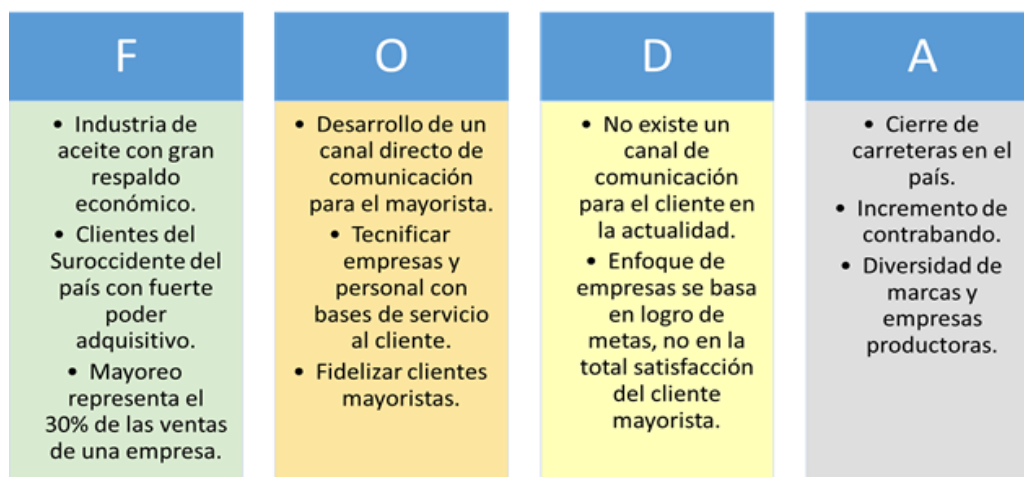 F
• Industria de
aceite con gran
respaldo
económico.
• Clientes del
Suroccidente del
país con fuerte
poder
adquisitivo.
• Mayoreo
representa el
30% de las ventas
de una empresa.
O
• Desarrollo de un
canal directo de
comunicación
para el mayorista.
• Tecnificar
empresas y
personal con
bases de servicio
al cliente.
• Fidelizar clientes
mayoristas.
D
• No existe un
canal de
comunicación
para el cliente en
la actualidad.
• Enfoque de
empresas se basa
en logro de
metas, no en la
total satisfacción
del cliente
mayorista.
A
• Cierre de
carreteras en el
país.
• Incremento de
contrabando.
• Diversidad de
marcas y
empresas
productoras.